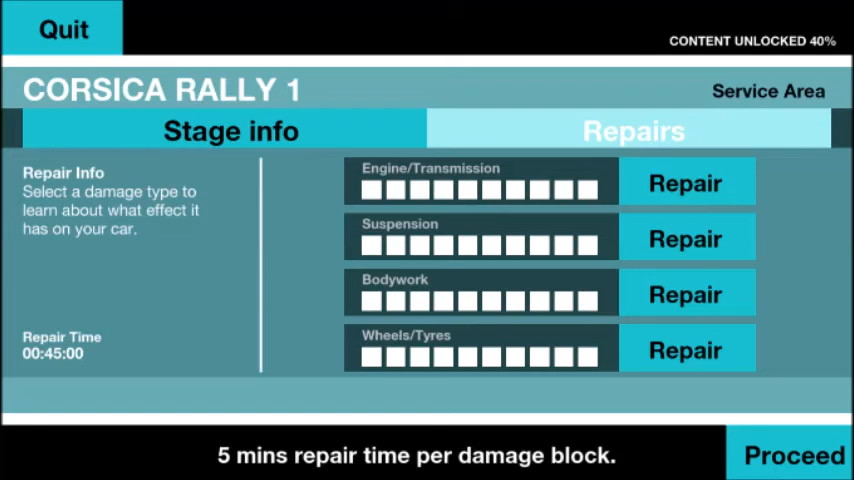 Quit
CONTENT UNLOCKED 40%
CORSICA RALLY 1
Service Area
Stage info
Repairs
Repair Info
Select a damage type to
learn about what effect it
has on your car.
Repair Time
00:45:00
Engine/Transmission
Repair
Suspension
Repair
Bodywork
Repair
Wheels/Tyres
Repair
5 mins repair time per damage block.
Proceed